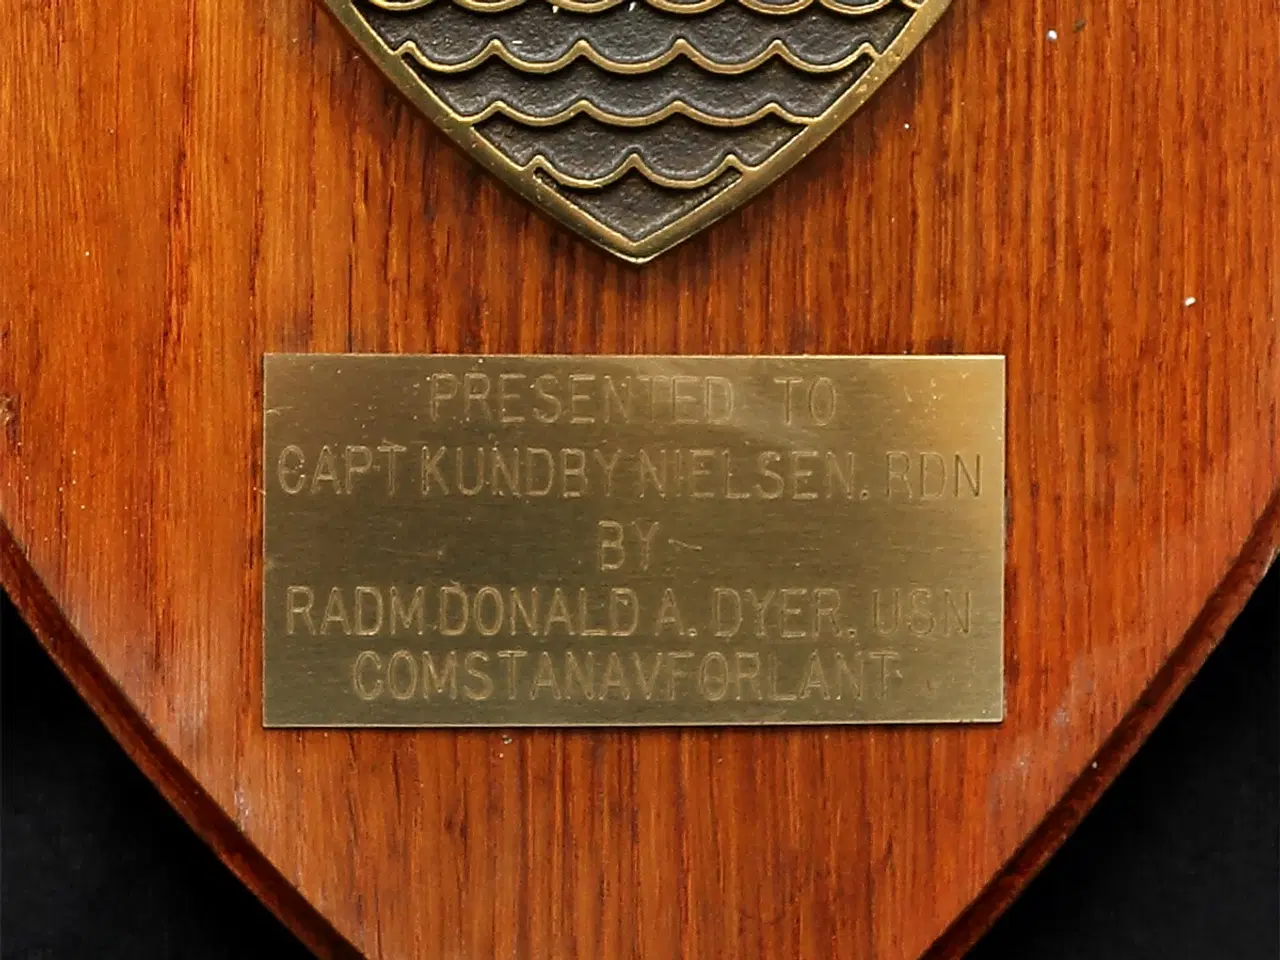 PRESENTED TO
CAPT KUNDBY NIELSEN. RDN
BY
RADM DONALD A. DYER. USN
COMSTANAVFORLANT